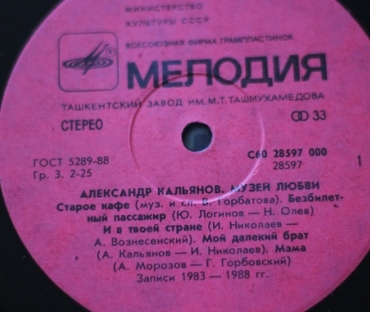 МИНИСТЕРСТВО
КУЛЬТУРЫ СССР
ВСЕСОЮЗНАЯ ФИРМА ГРАМПЛАСТИНОК
МЕЛОДИЯ
ТАШКЕНТСКИЙ ЗАВОД ИМ. М.Т. ТАШМУХАМЕДОВА
СТЕРЕО
33
ГОСТ 5289-88
Гр. 3. 2-25
С60 28597 000
28597
1
АЛЕКСАНДР КАЛЬЯНОВ. МУЗЕЙ ЛЮБВИ
Старое кафе (муз. и сл. В. Горбатова). Безбилет-
ный пассажир (Ю. Логинов — Н. Олев)
И в твоей стране (И. Николаев —
А. Вознесенский). Мой далекий брат
(А. Кальянов — И. Николаев). Мама
(А. Морозов — Г. Горбовский)
Записи 1983 — 1988 гг.